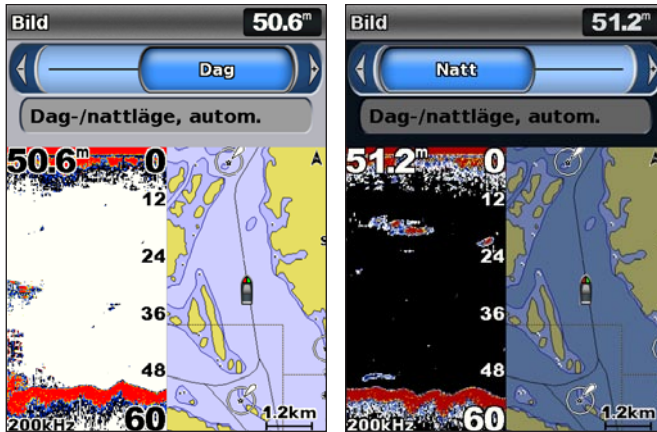 Bild 50.6m
Dag
Dag-/nattläge, autom.
50.6m 0
12
24
36
48
60
200kHz
1.2km
Bild 51.2m
Natt
Dag-/nattläge, autom.
51.2m 0
12
24
36
48
60
200kHz
1.2km